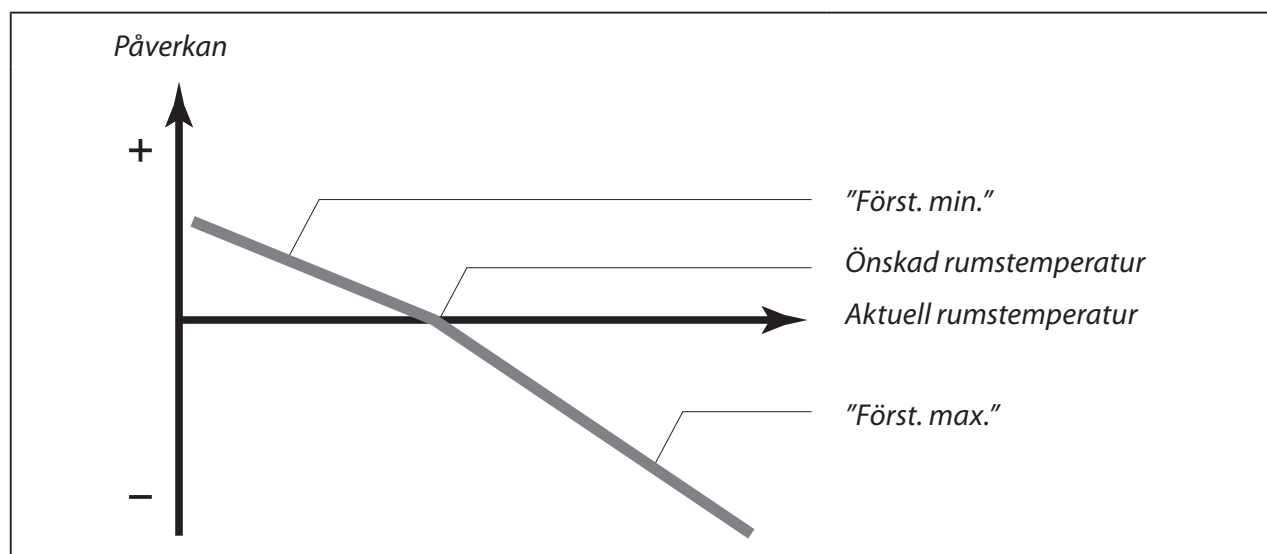 Påverkan
+
”Först. min.”
Önskad rumstemperatur
Aktuell rumstemperatur
”Först. max.”
–